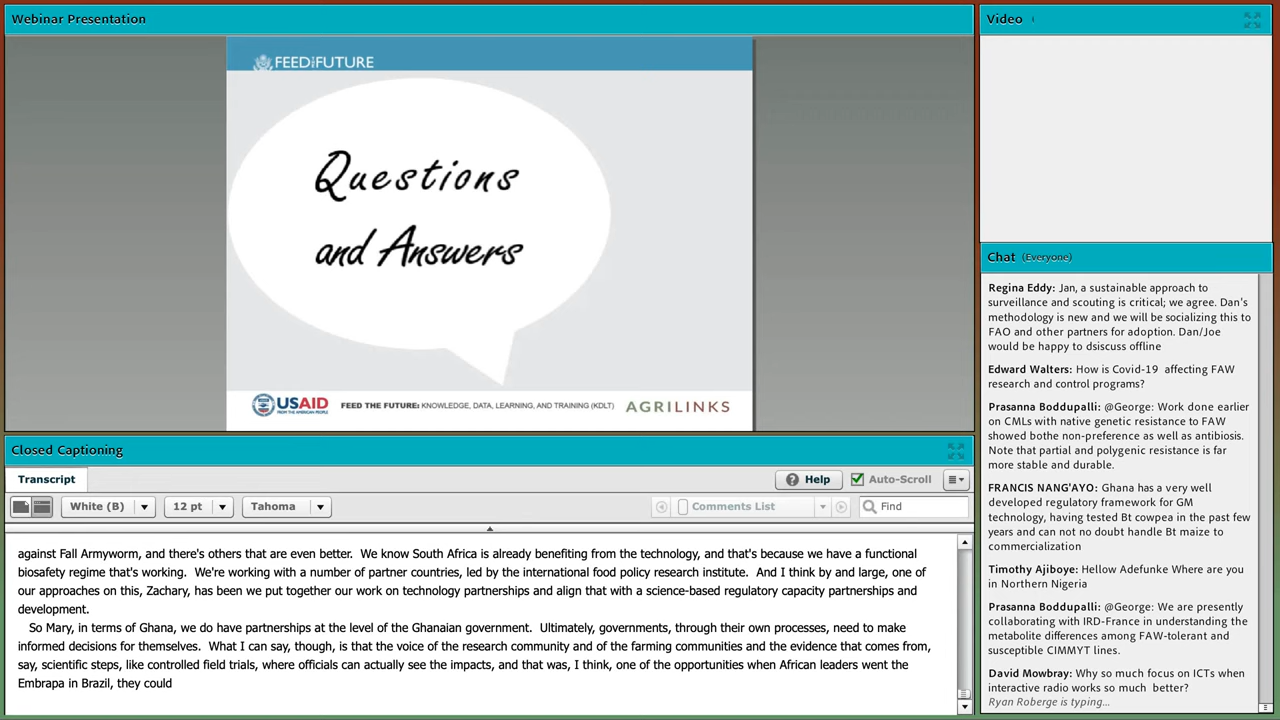 Webinar Presentation
FEED THE FUTURE
Questions
and Answers
USAID
FROM THE AMERICAN PEOPLE
FEED THE FUTURE: KNOWLEDGE, DATA, LEARNING, AND TRAINING (KDLT)
AGRILINKS
Closed Captioning
Transcript
Help
Auto-Scroll
White (B)
12 pt
Tahoma
Comments List
Find
against Fall Armyworm, and there's others that are even better. We know South Africa is already benefiting from the technology, and that's because we have a functional
biosafety regime that's working. We're working with a number of partner countries, led by the international food policy research institute. And I think by and large, one of
our approaches on this, Zachary, has been we put together our work on technology partnerships and align that with a science-based regulatory capacity partnerships and
development.
So Mary, in terms of Ghana, we do have partnerships at the level of the Ghanaian government. Ultimately, governments, through their own processes, need to make
informed decisions for themselves. What I can say, though, is that the voice of the research community and of the farming communities and the evidence that comes from,
say, scientific steps, like controlled field trials, where officials can actually see the impacts, and that was, I think, one of the opportunities when African leaders went the
Embrapa in Brazil, they could
Video
Chat (Everyone)
Regina Eddy: Jan, a sustainable approach to
surveillance and scouting is critical; we agree. Dan's
methodology is new and we will be socializing this to
FAO and other partners for adoption. Dan/Joe
would be happy to dsiscuss offline
Edward Walters: How is Covid-19 affecting FAW
research and control programs?
Prasanna Boddupalli: @George: Work done earlier
on CMLs with native genetic resistance to FAW
showed bothe non-preference as well as antibiosis.
Note that partial and polygenic resistance is far
more stable and durable.
FRANCIS NANG'AYO: Ghana has a very well
developed regulatory framework for GM
technology, having tested Bt cowpea in the past few
years and can not no doubt handle Bt maize to
commercialization
Timothy Ajiboye: Hellow Adefunke Where are you
in Northern Nigeria
Prasanna Boddupalli: @George: We are presently
collaborating with IRD-France in understanding the
metabolite differences among FAW-tolerant and
susceptible CIMMYT lines.
David Mowbray: Why so much focus on ICTs when
interactive radio works so much better?
Ryan Roberge is typing...